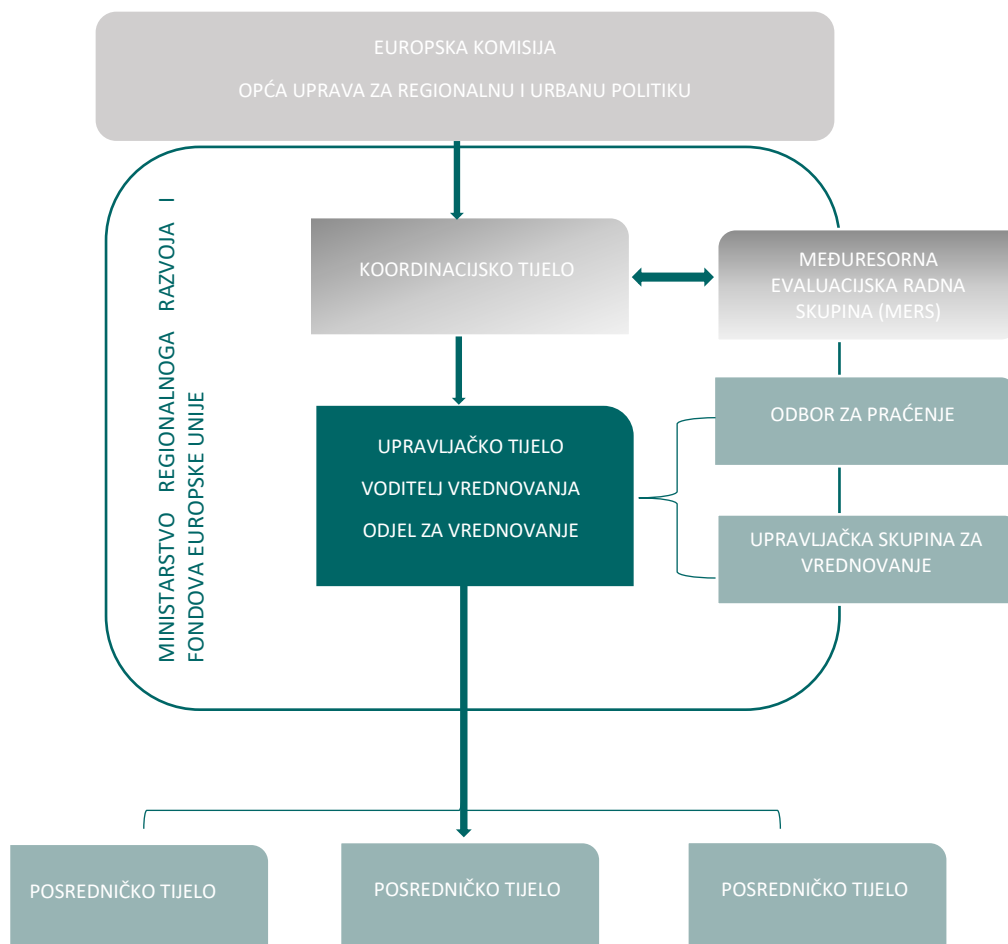 EUROPSKA KOMISIJA
OPĆA UPRAVA ZA REGIONALNU I URBANU POLITIKU
MINISTARSTVO REGIONALNOGA RAZVOJA I
FONDOVA EUROPSKE UNIJE
KOORDINACIJSKO TIJELO
MEĐURESORNA
EVALUACIJSKA RADNA
SKUPINA (MERS)
UPRAVLJAČKO TIJELO
VODITELJ VREDNOVANJA
ODJEL ZA VREDNOVANJE
ODBOR ZA PRAĆENJE
UPRAVLJAČKA SKUPINA ZA
VREDNOVANJE
POSREDNIČKO TIJELO
POSREDNIČKO TIJELO
POSREDNIČKO TIJELO